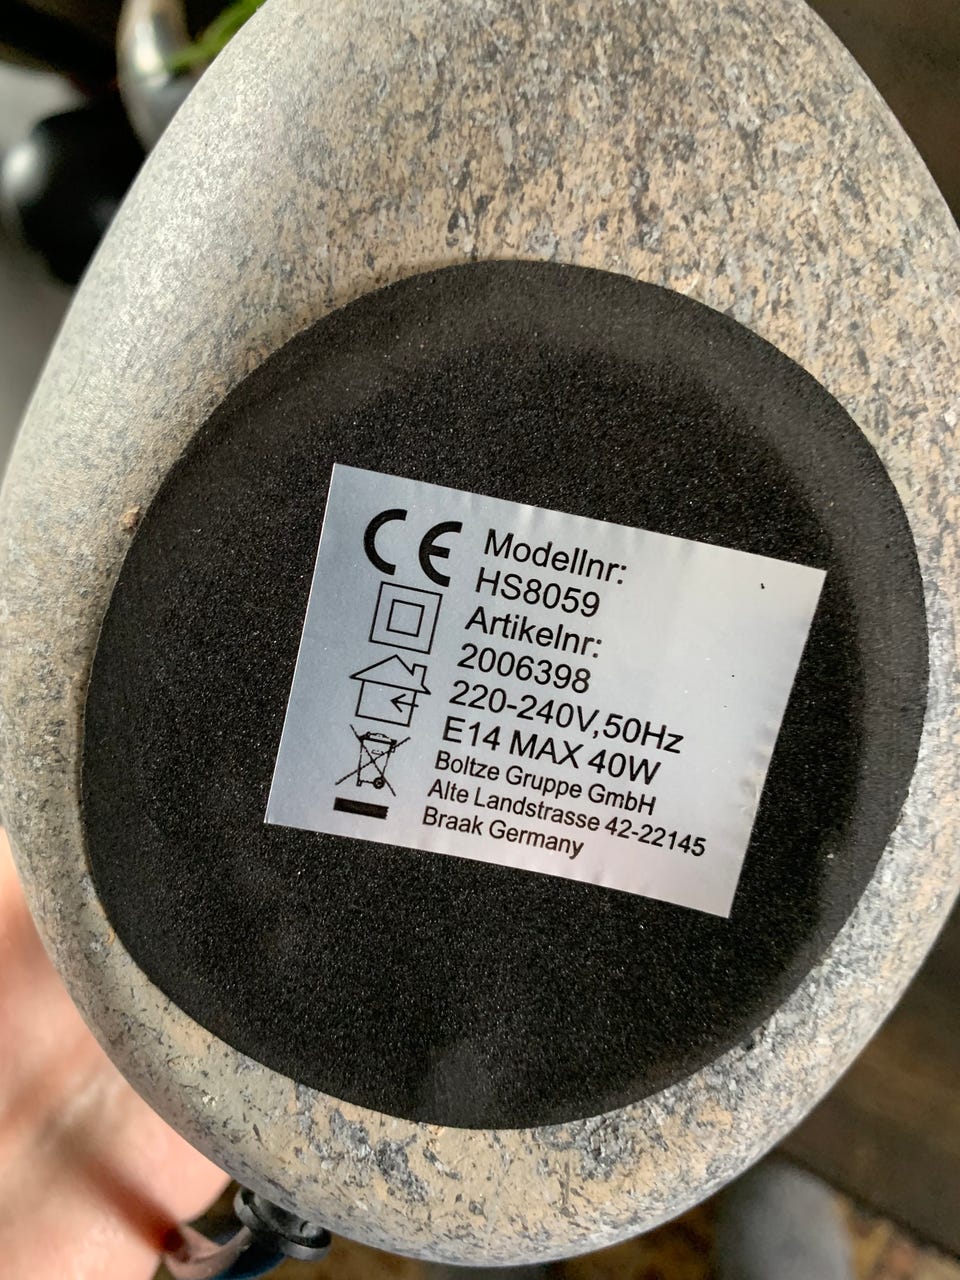 CE
Modellnr:
HS8059
Artikelnr:
2006398
220-240V,50Hz
E14 MAX 40W
Boltze Gruppe GmbH
Alte Landstrasse 42-22145
Braak Germany